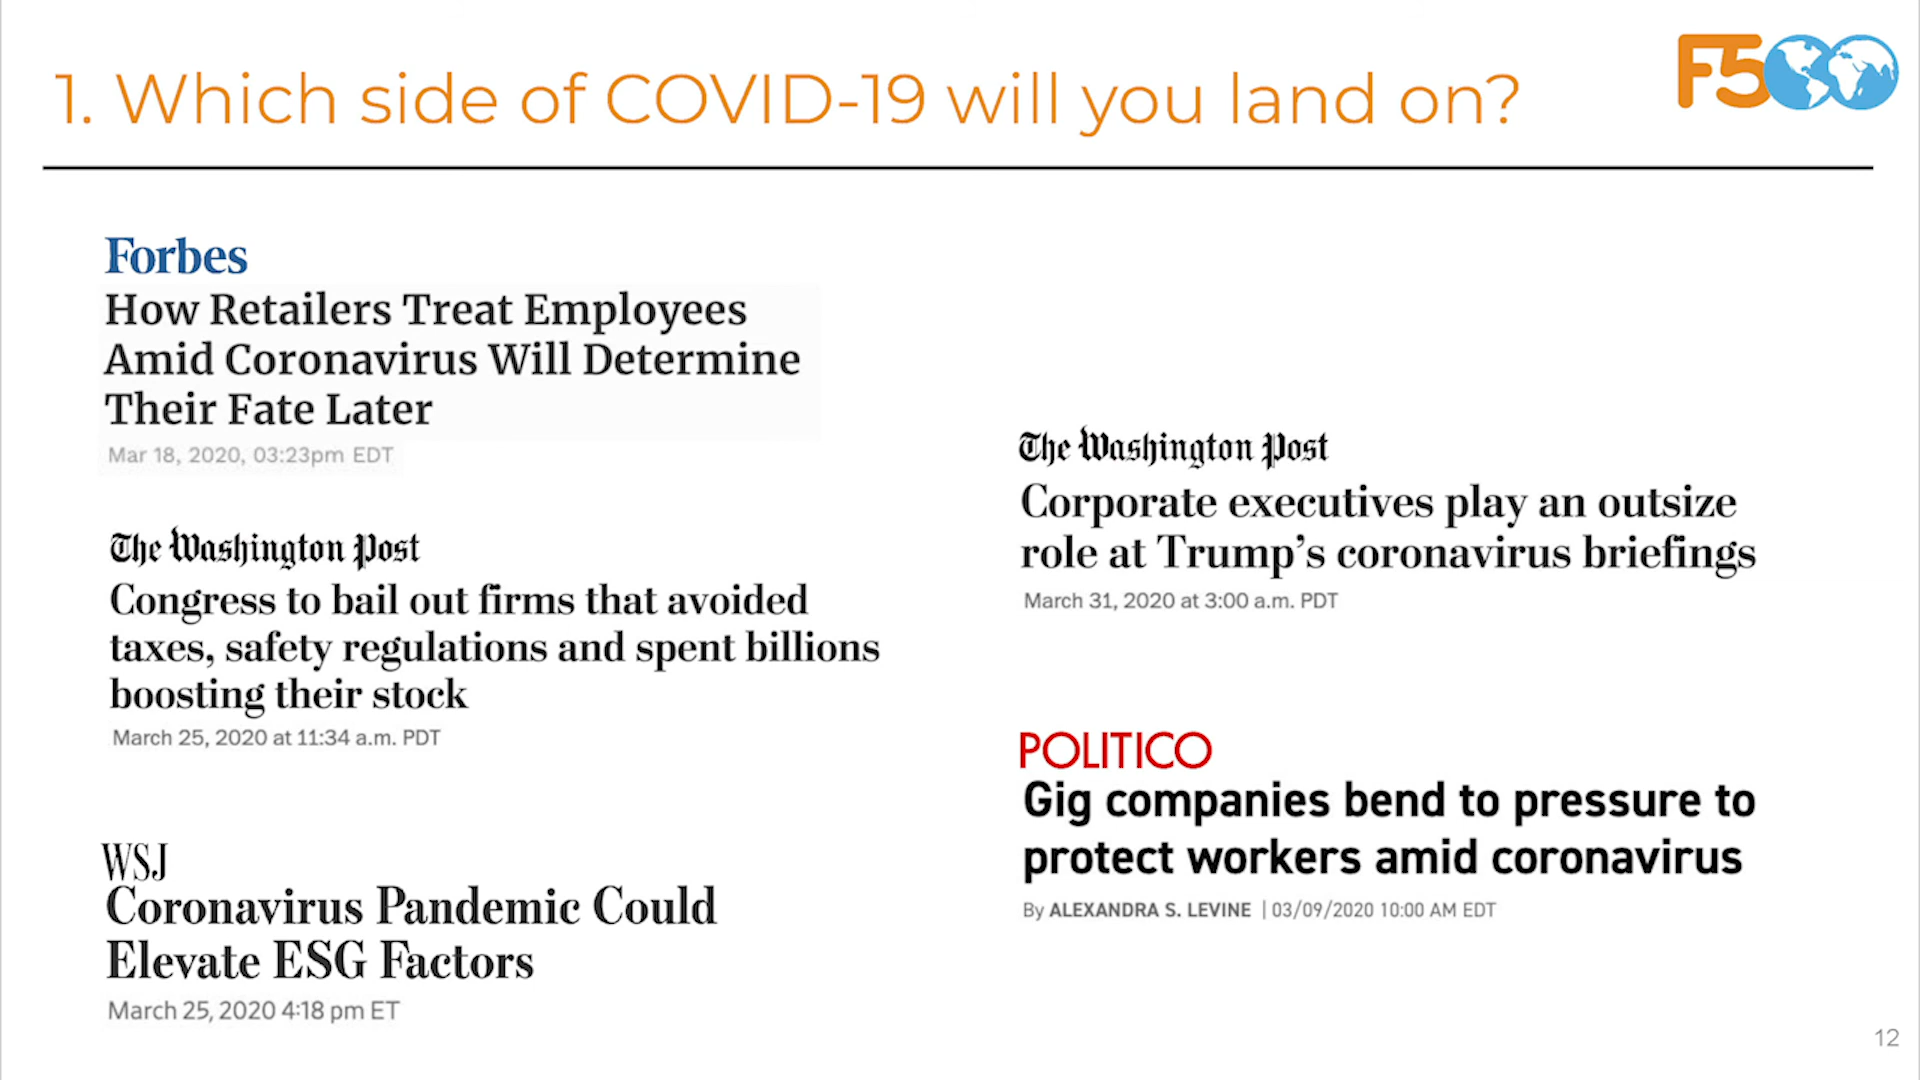 1. Which side of COVID-19 will you land on?
F500
Forbes
How Retailers Treat Employees
Amid Coronavirus Will Determine
Their Fate Later
Mar 18, 2020, 03:23pm EDT
The Washington Post
Congress to bail out firms that avoided
taxes, safety regulations and spent billions
boosting their stock
March 25, 2020 at 11:34 a.m. PDT
WSJ
Coronavirus Pandemic Could
Elevate ESG Factors
March 25, 2020 4:18 pm ET
The Washington Post
Corporate executives play an outsize
role at Trump’s coronavirus briefings
March 31, 2020 at 3:00 a.m. PDT
POLITICO
Gig companies bend to pressure to
protect workers amid coronavirus
By ALEXANDRA S. LEVINE | 03/09/2020 10:00 AM EDT
12